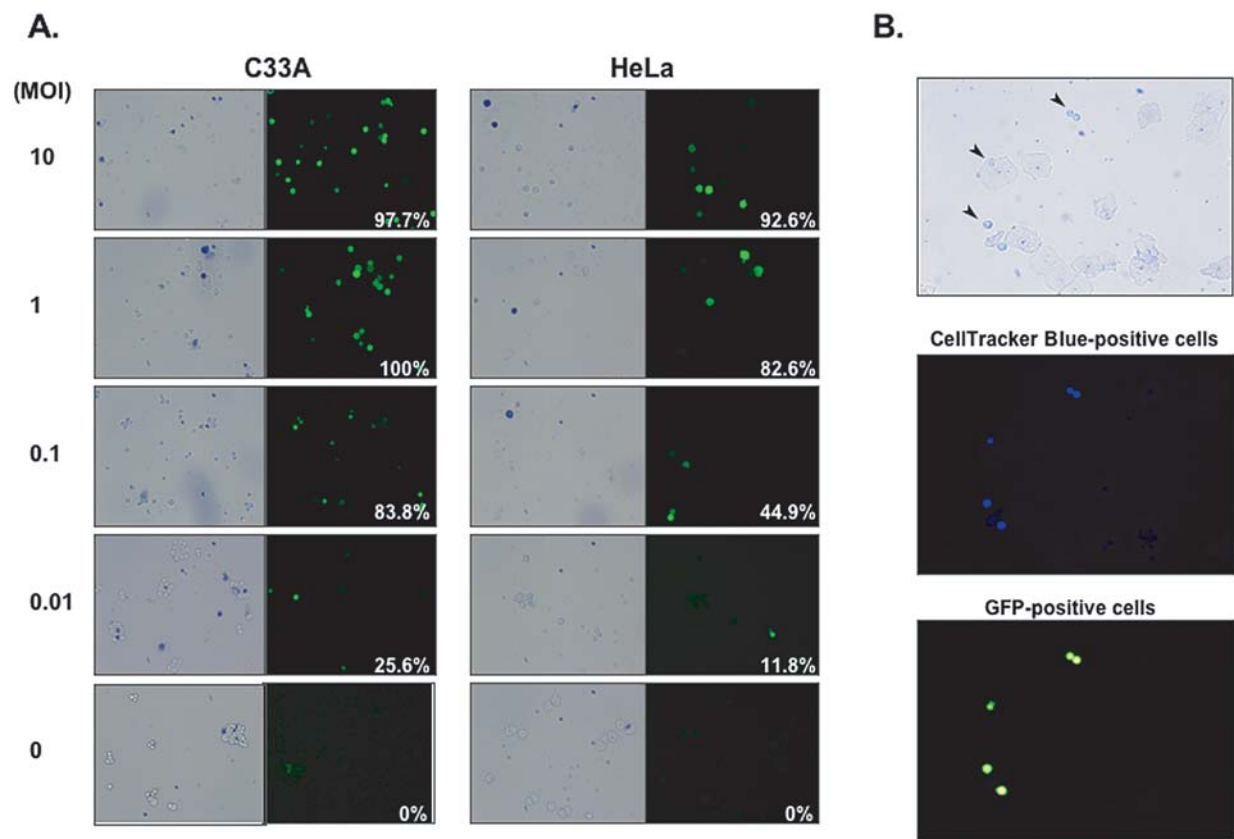 A.
B.
C33A
HeLa
(MOI)
10
97.7%
92.6%
1
100%
82.6%
0.1
83.8%
44.9%
0.01
25.6%
11.8%
0
0%
0%
CellTracker Blue-positive cells
GFP-positive cells